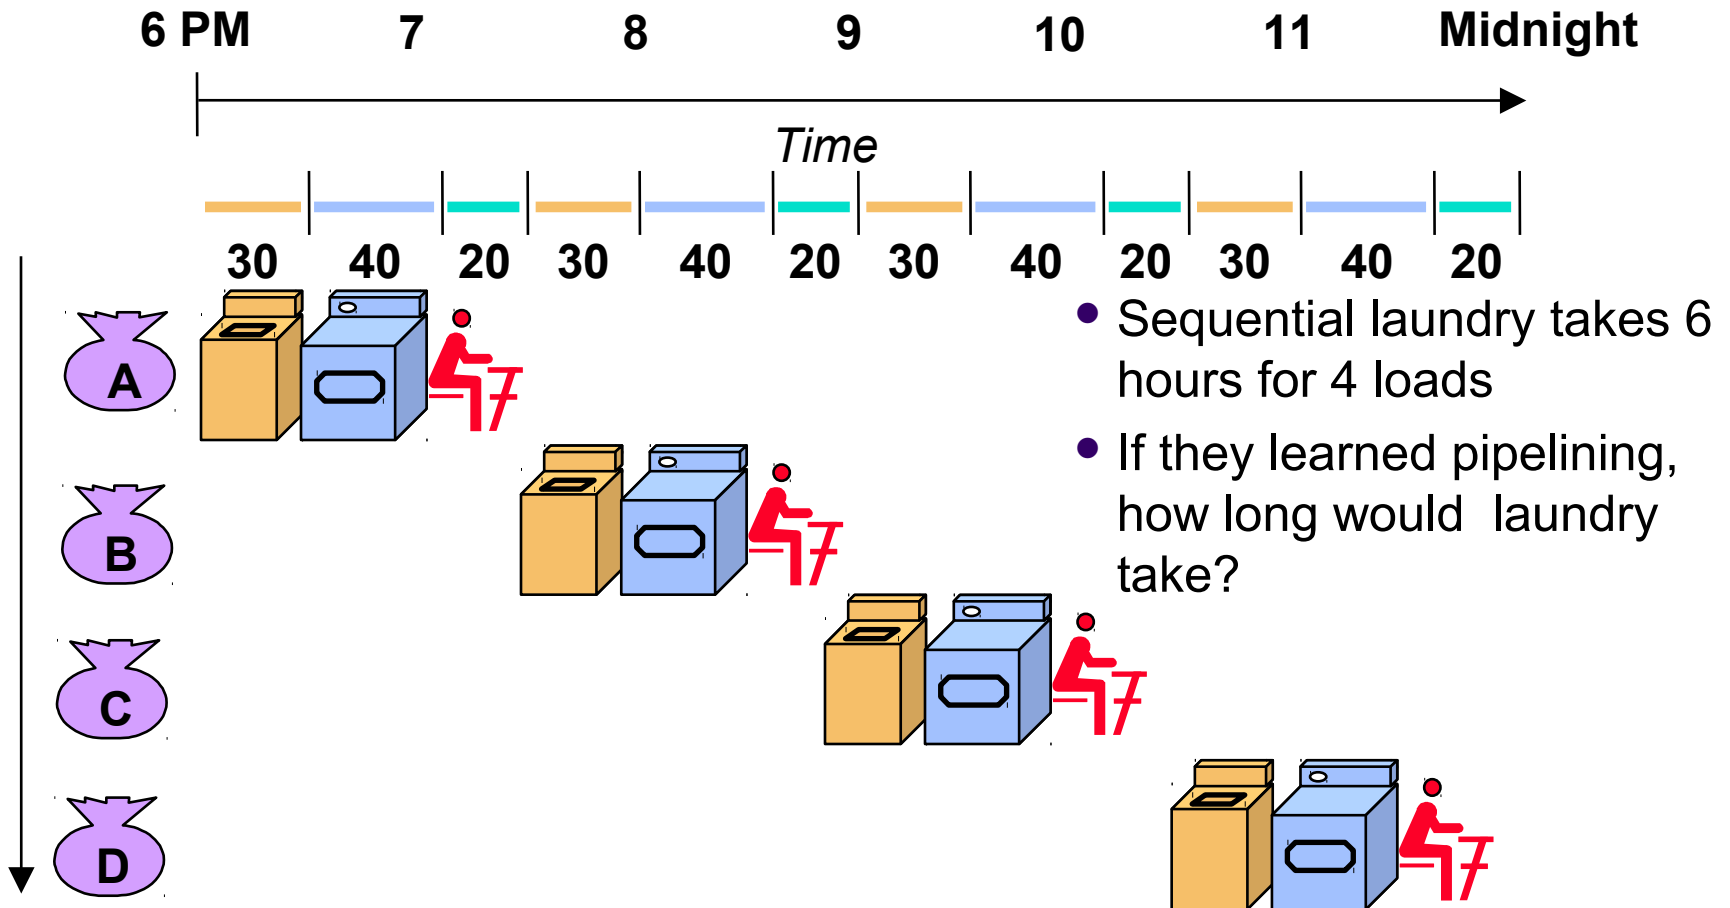 6 PM 7 8 9 10 11 Midnight
Time
30 40 20 30 40 20 30 40 20 30 40 20
A
B
C
D
• Sequential laundry takes 6
hours for 4 loads
• If they learned pipelining,
how long would laundry
take?